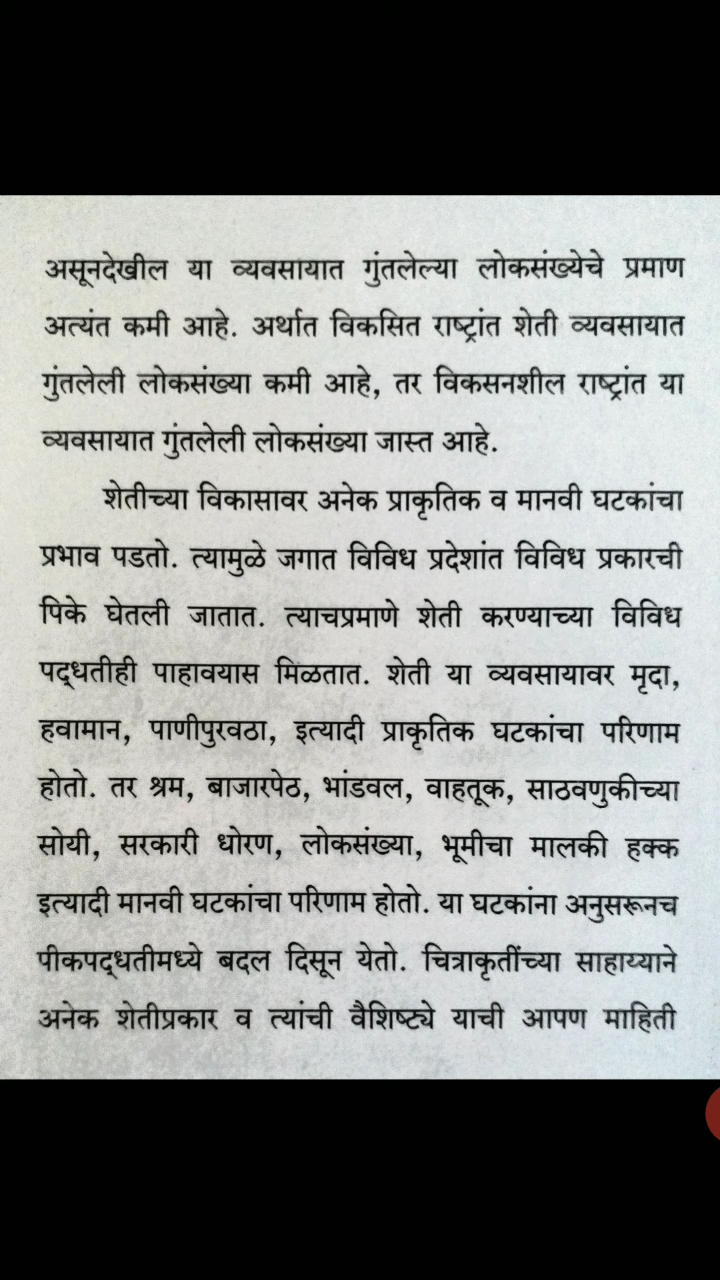 असूनदेखील या व्यवसायात गुंतलेल्या लोकसंख्येचे प्रमाण
अत्यंत कमी आहे. अर्थात विकसित राष्ट्रांत शेती व्यवसायात
गुंतलेली लोकसंख्या कमी आहे, तर विकसनशील राष्ट्रांत या
व्यवसायात गुंतलेली लोकसंख्या जास्त आहे.
शेतीच्या विकासावर अनेक प्राकृतिक व मानवी घटकांचा
प्रभाव पडतो. त्यामुळे जगात विविध प्रदेशांत विविध प्रकारची
पिके घेतली जातात. त्याचप्रमाणे शेती करण्याच्या विविध
पद्धतीही पाहावयास मिळतात. शेती या व्यवसायावर मृदा,
हवामान, पाणीपुरवठा, इत्यादी प्राकृतिक घटकांचा परिणाम
होतो. तर श्रम, बाजारपेठ, भांडवल, वाहतूक, साठवणुकीच्या
सोयी, सरकारी धोरण, लोकसंख्या, भूमीचा मालकी हक्क
इत्यादी मानवी घटकांचा परिणाम होतो. या घटकांना अनुसरूनच
पीकपद्धतीमध्ये बदल दिसून येतो. चित्राकृतींच्या साहाय्याने
अनेक शेतीप्रकार व त्यांची वैशिष्ट्ये याची आपण माहिती